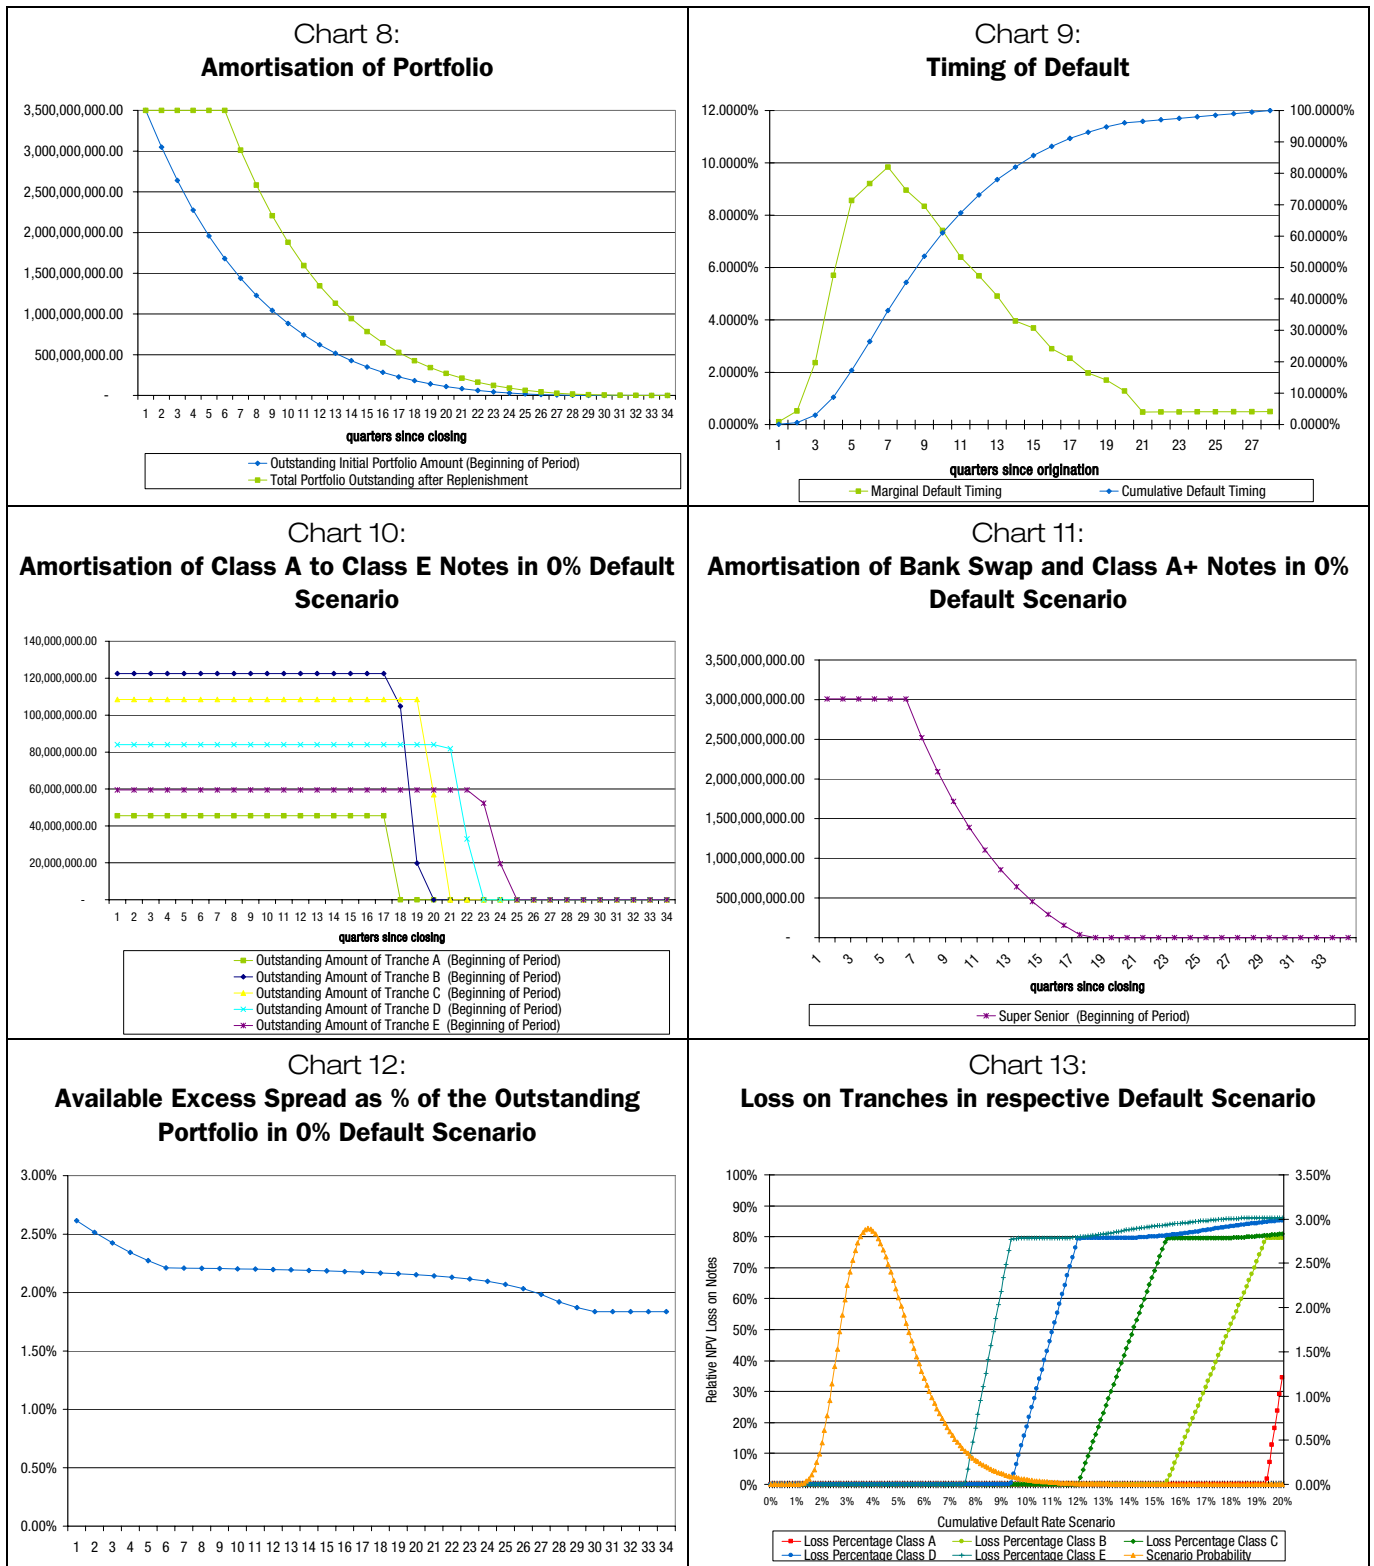 Chart 8:
Amortisation of Portfolio
3,500,000,000.00
3,000,000,000.00
2,500,000,000.00
2,000,000,000.00
1,500,000,000.00
1,000,000,000.00
500,000,000.00
-
1 2 3 4 5 6 7 8 9 10 11 12 13 14 15 16 17 18 19 20 21 22 23 24 25 26 27 28 29 30 31 32 33 34
quarters since closing
Outstanding Initial Portfolio Amount (Beginning of Period)
Total Portfolio Outstanding after Replenishment
Chart 9:
Timing of Default
12.0000%
10.0000%
8.0000%
6.0000%
4.0000%
2.0000%
0.0000%
100.0000%
90.0000%
80.0000%
70.0000%
60.0000%
50.0000%
40.0000%
30.0000%
20.0000%
10.0000%
0.0000%
1 3 5 7 9 11 13 15 17 19 21 23 25 27
quarters since origination
Marginal Default Timing
Cumulative Default Timing
Chart 10:
Amortisation of Class A to Class E Notes in 0% Default
Scenario
140,000,000.00
120,000,000.00
100,000,000.00
80,000,000.00
60,000,000.00
40,000,000.00
20,000,000.00
-
1 2 3 4 5 6 7 8 9 10 11 12 13 14 15 16 17 18 19 20 21 22 23 24 25 26 27 28 29 30 31 32 33 34
quarters since closing
Outstanding Amount of Tranche A (Beginning of Period)
Outstanding Amount of Tranche B (Beginning of Period)
Outstanding Amount of Tranche C (Beginning of Period)
Outstanding Amount of Tranche D (Beginning of Period)
Outstanding Amount of Tranche E (Beginning of Period)
Chart 11:
Amortisation of Bank Swap and Class A+ Notes in 0%
Default Scenario
3,500,000,000.00
3,000,000,000.00
2,500,000,000.00
2,000,000,000.00
1,500,000,000.00
1,000,000,000.00
500,000,000.00
-
1 3 5 7 9 11 13 15 17 19 21 23 25 27 29 31 33
quarters since closing
Super Senior (Beginning of Period)
Chart 12:
Available Excess Spread as % of the Outstanding
Portfolio in 0% Default Scenario
3.00%
2.50%
2.00%
1.50%
1.00%
0.50%
0.00%
1 2 3 4 5 6 7 8 9 10 11 12 13 14 15 16 17 18 19 20 21 22 23 24 25 26 27 28 29 30 31 32 33 34
Chart 13:
Loss on Tranches in respective Default Scenario
Relative NPV Loss on Notes
100%
90%
80%
70%
60%
50%
40%
30%
20%
10%
0%
3.50%
3.00%
2.50%
2.00%
1.50%
1.00%
0.50%
0.00%
0% 1% 2% 3% 4% 5% 6% 7% 8% 9% 10% 11% 12% 13% 14% 15% 16% 17% 18% 19% 20%
Cumulative Default Rate Scenario
Loss Percentage Class A Loss Percentage Class B Loss Percentage Class C
Loss Percentage Class D Loss Percentage Class E Scenario Probability